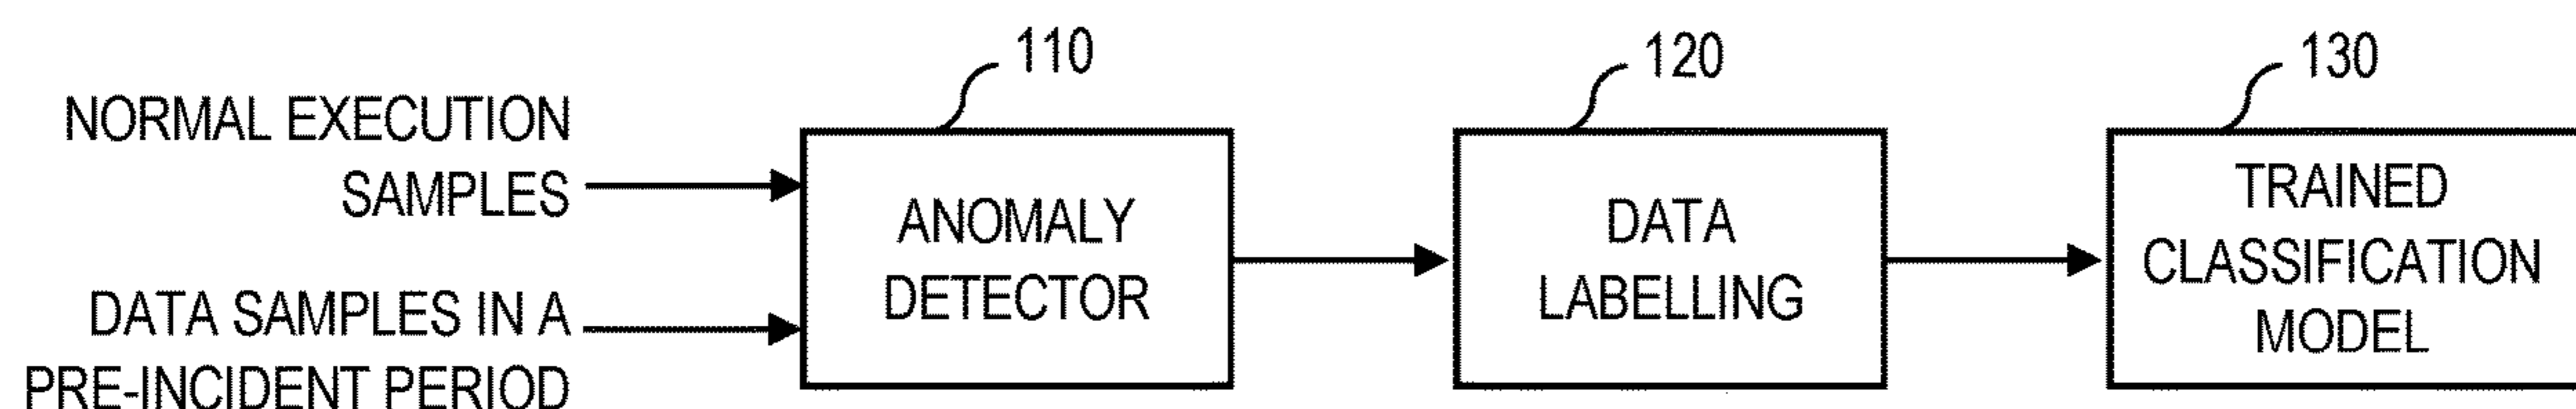 110
120
130
NORMAL EXECUTION
SAMPLES
DATA SAMPLES IN A
PRE-INCIDENT PERIOD
ANOMALY
DETECTOR
DATA
LABELLING
TRAINED
CLASSIFICATION
MODEL